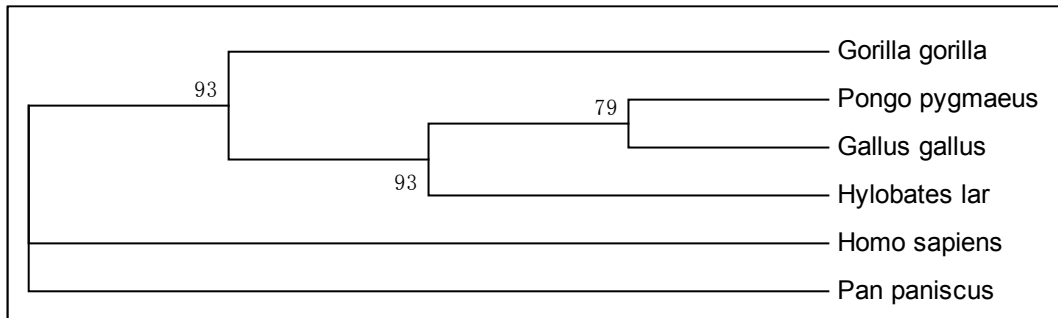 Gorilla gorilla
93
79
Pongo pygmaeus
Gallus gallus
93
Hylobates lar
Homo sapiens
Pan paniscus